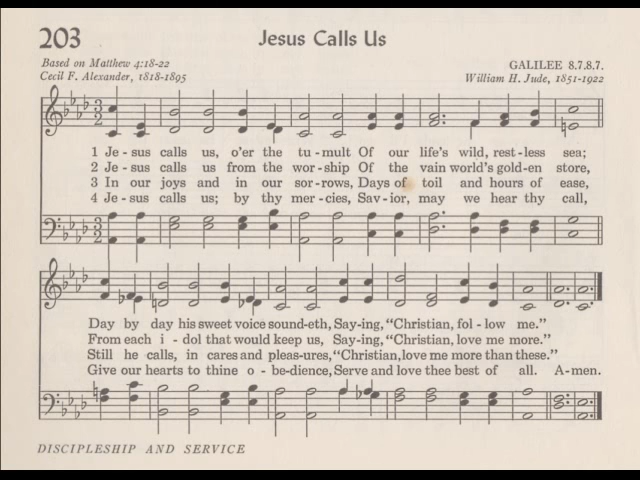 203 Jesus Calls Us
Based on Matthew 4:18-22 GALILEE 8.7.8.7.
Cecil F. Alexander, 1818-1895 William H. Jude, 1851-1922
3 2
1 Je - sus calls us, o'er the tu - mult Of our life's wild, rest - less sea;
2 Je - sus calls us from the wor - ship Of the vain world's gold - en store,
3 In our joys and in our sor - rows, Days of toil and hours of ease,
4 Je - sus calls us; by thy mer - cies, Sav - ior, may we hear thy call,
3 2
Day by day his sweet voice sound - eth, Say - ing, "Christian, fol - low me."
From each i - dol that would keep us, Saying, "Christian, love me more."
Still he calls, in cares and pleas - ures, "Christian, love me more than these."
Give our hearts to thine o - be - dience, Serve and love thee best of all. A - men.
DISCIPLESHIP AND SERVICE